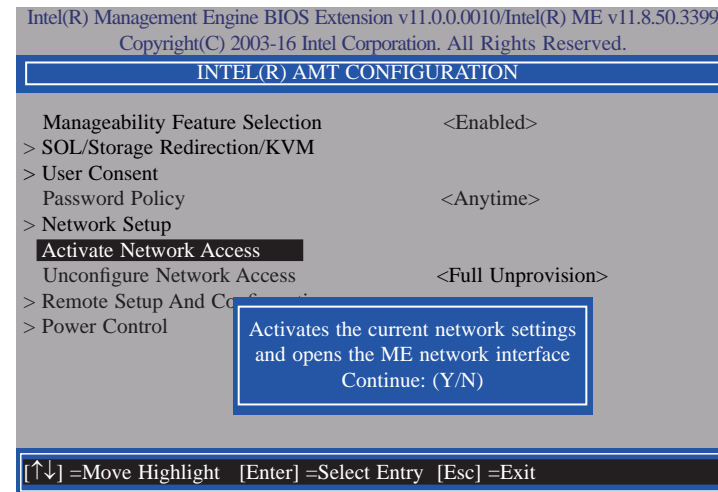 Intel(R) Management Engine BIOS Extension v11.0.0.0010/Intel(R) ME v11.8.50.3399
Copyright(C) 2003-16 Intel Corporation. All Rights Reserved.
INTEL(R) AMT CONFIGURATION
Manageability Feature Selection <Enabled>
> SOL/Storage Redirection/KVM
> User Consent
Password Policy <Anytime>
> Network Setup
Activate Network Access
Unconfigure Network Access <Full Unprovision>
> Remote Setup And
> Power Control
Activates the current network settings
and opens the ME network interface
Continue: (Y/N)
[↑↓] =Move Highlight [Enter] =Select Entry [Esc] =Exit